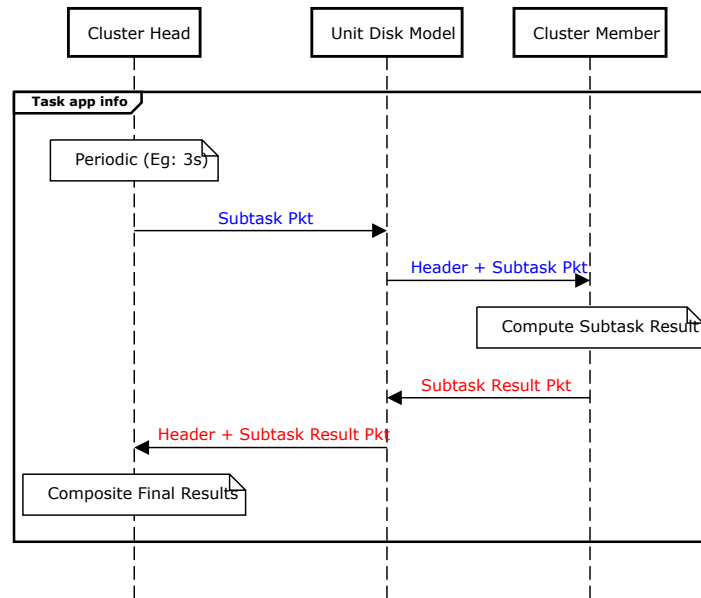 Cluster Head
Unit Disk Model
Cluster Member
Task app info
Periodic (Eg: 3s)
Subtask Pkt
Header + Subtask Pkt
Compute Subtask Result
Subtask Result Pkt
Header + Subtask Result Pkt
Composite Final Results